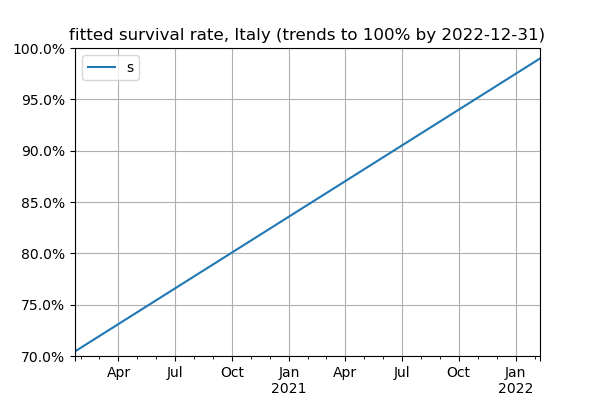 fitted survival rate, Italy (trends to 100% by 2022-12-31)
100.0%
95.0%
90.0%
85.0%
80.0%
75.0%
70.0%
s
Apr Jul Oct Jan Apr Jul Oct Jan
2021 2022